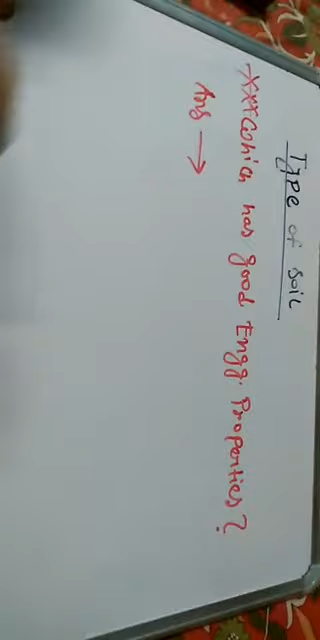 Type of soil
*** Which has good Engg. Properties?
Ans →